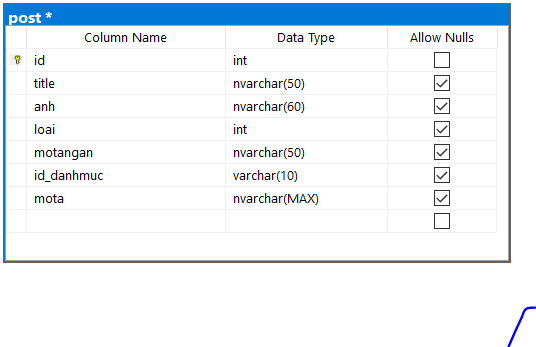 post *
Column Name Data Type Allow Nulls
id int
title nvarchar(50)
anh nvarchar(60)
loai int
motangan nvarchar(50)
id_danhmuc varchar(10)
mota nvarchar(MAX)